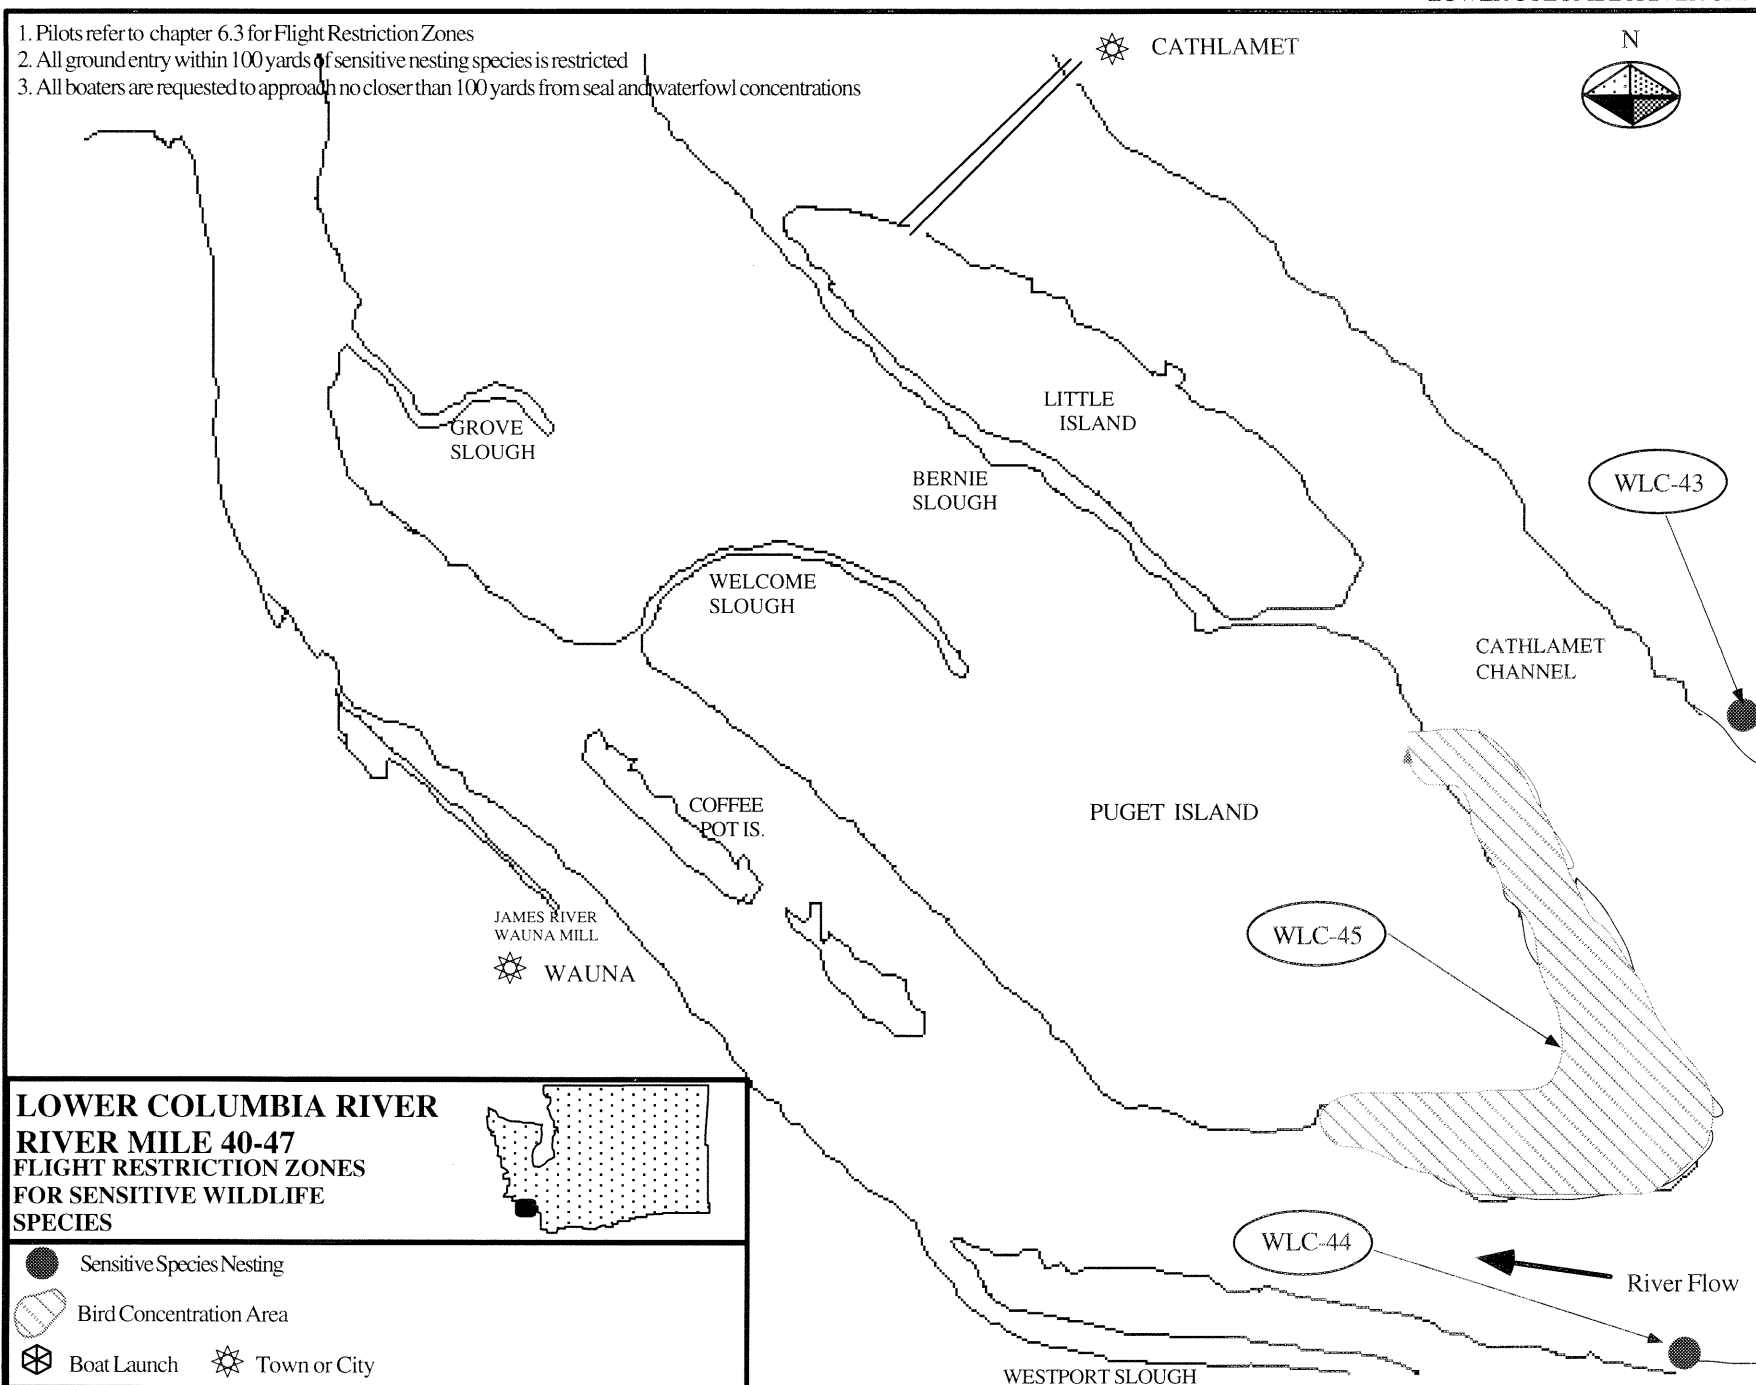 1. Pilots refer to chapter 6.3 for Flight Restriction Zones
2. All ground entry within 100 yards of sensitive nesting species is restricted
3. All boaters are requested to approach no closer than 100 yards from seal and waterfowl concentrations
CATHLAMET
N
LITTLE
ISLAND
GROVE
SLOUGH
BERNIE
SLOUGH
WLC-43
WELCOME
SLOUGH
CATHLAMET
CHANNEL
COFFEE
POT IS.
PUGET ISLAND
JAMES RIVER
WAUNA MILL
WAUNA
WLC-45
LOWER COLUMBIA RIVER
RIVER MILE 40-47
FLIGHT RESTRICTION ZONES
FOR SENSITIVE WILDLIFE
SPECIES
WLC-44
River Flow
Sensitive Species Nesting
Bird Concentration Area
Boat Launch
Town or City
WESTPORT SLOUGH